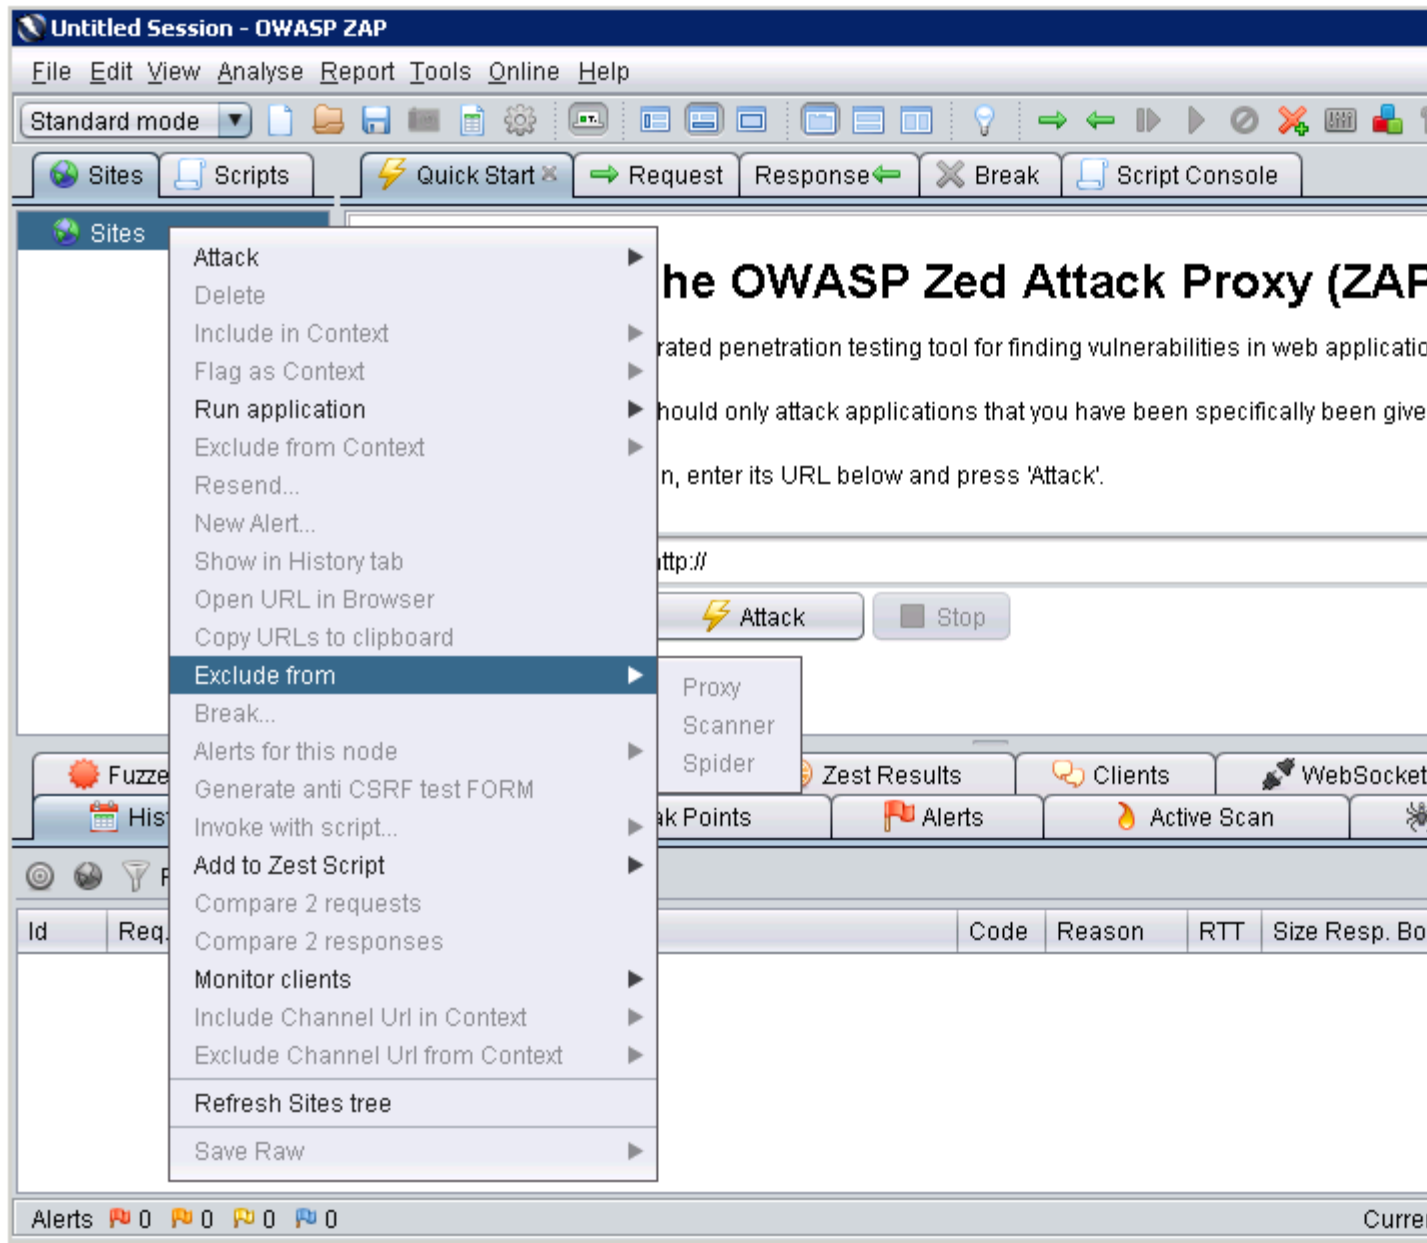 Untitled Session - OWASP ZAP
File Edit View Analyse Report Tools Online Help
Standard mode
Sites Scripts Quick Start Request Response Break Script Console
Sites
Attack
Delete
Include in Context
Flag as Context
Run application
Exclude from Context
Resend...
New Alert...
Show in History tab
Open URL in Browser
Copy URLs to clipboard
Exclude from
Break...
Alerts for this node
Generate anti CSRF test FORM
Invoke with script...
Add to Zest Script
Compare 2 requests
Compare 2 responses
Monitor clients
Include Channel Url in Context
Exclude Channel Url from Context
Refresh Sites tree
Save Raw
Proxy
Scanner
Spider
he OWASP Zed Attack Proxy (ZAP
rated penetration testing tool for finding vulnerabilities in web applicatio
hould only attack applications that you have been specifically been give
n, enter its URL below and press 'Attack'.
ttp://
Attack Stop
Fuzze Zest Results Clients WebSocket
His ak Points Alerts Active Scan
Id Req. Code Reason RTT Size Resp. Bo
Alerts 0 0 0 0 Curre